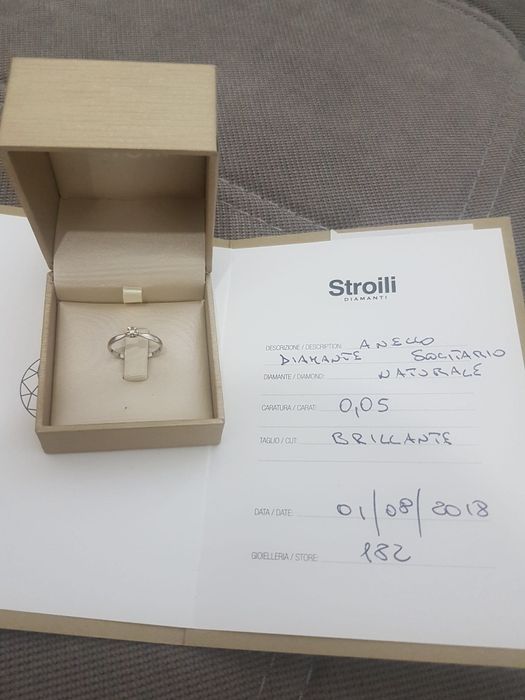 Stroili
Stroili
DIAMANTI
DESCRIZIONE / DESCRIPTION: ANELLO
DIAMANTE SOLITARIO
DIAMANTE / DIAMOND: NATURALE
CARATURA / CARAT: 0,05
TAGLIO / CUT: BRILLANTE
DATA / DATE: 01/08/2018
GIOIELLERIA / STORE: 182